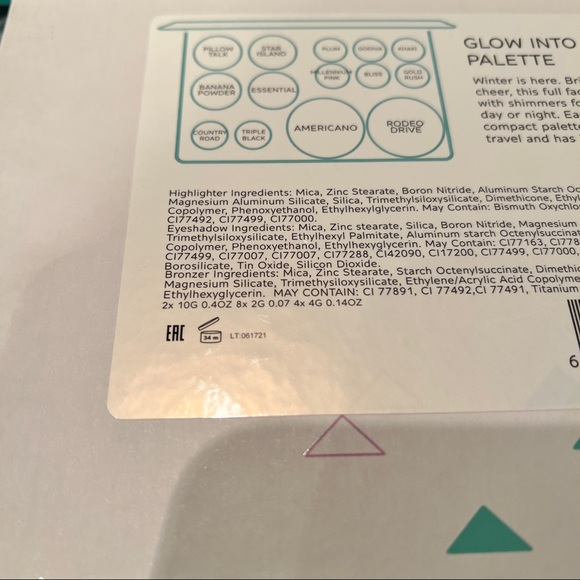 PILLOW TALK
STAR ISLAND
PLUM
GODIVA
KHAKI
BANANA POWDER
ESSENTIAL
MILLENNIUM PINK
BLISS
GOLD RUSH
COUNTRY ROAD
TRIPLE BLACK
AMERICANO
RODEO DRIVE
GLOW INTO
PALETTE
Winter is here. Bri
cheer, this full fac
with shimmers fo
day or night. Ea
compact palett
travel and has
Highlighter Ingredients: Mica, Zinc Stearate, Boron Nitride, Aluminum Starch Oc
Magnesium Aluminum Silicate, Silica, Trimethylsiloxysilicate, Dimethicone, Ethyl
Copolymer, Phenoxyethanol, Ethylhexylglycerin. May Contain: Bismuth Oxychlo
CI77492, CI77499, CI77000.
Eyeshadow Ingredients: Mica, Zinc stearate, Silica, Boron Nitride, Magnesium
Trimethylsiloxysilicate, Ethylhexyl Palmitate, Aluminum starch Octenylsuccinat
Copolymer, Phenoxyethanol, Ethylhexylglycerin. May Contain: CI77163, CI778
CI77499, CI77007, CI77007, CI77288, CI42090, CI17200, CI77499, CI77000,
Borosilicate, Tin Oxide, Silicon Dioxide.
Bronzer Ingredients: Mica, Zinc Stearate, Starch Octenylsuccinate, Dimethic
Magnesium Silicate, Trimethysiloxysilicate, Ethylene/Acrylic Acid Copolyme
Ethylhexyglycerin. MAY CONTAIN: CI 77891, CI 77492,CI 77491, Titanium
2x 10G 0.4OZ 8x 2G 0.07 4x 4G 0.14OZ
EAC
34 m
LT:061721
6